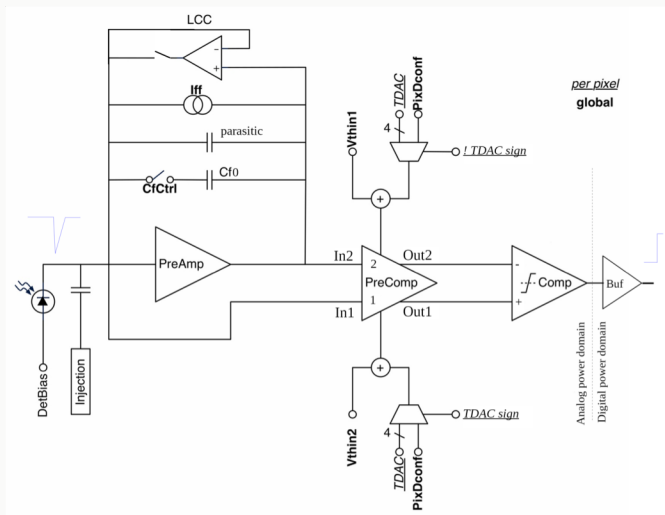 LCC
-
+
Iff
parasitic
CfCtrl
Cf0
per pixel
global
Vthin1
TDAC
PixDconf
4
! TDAC sign
+
PreAmp
In2
2
Out2
PreComp
In1
1
Out1
-
Comp
+
Buf
DetBias
Injection
Analog power domain
Digital power domain
+
Vthin2
TDAC sign
4
TDAC
PixDconf